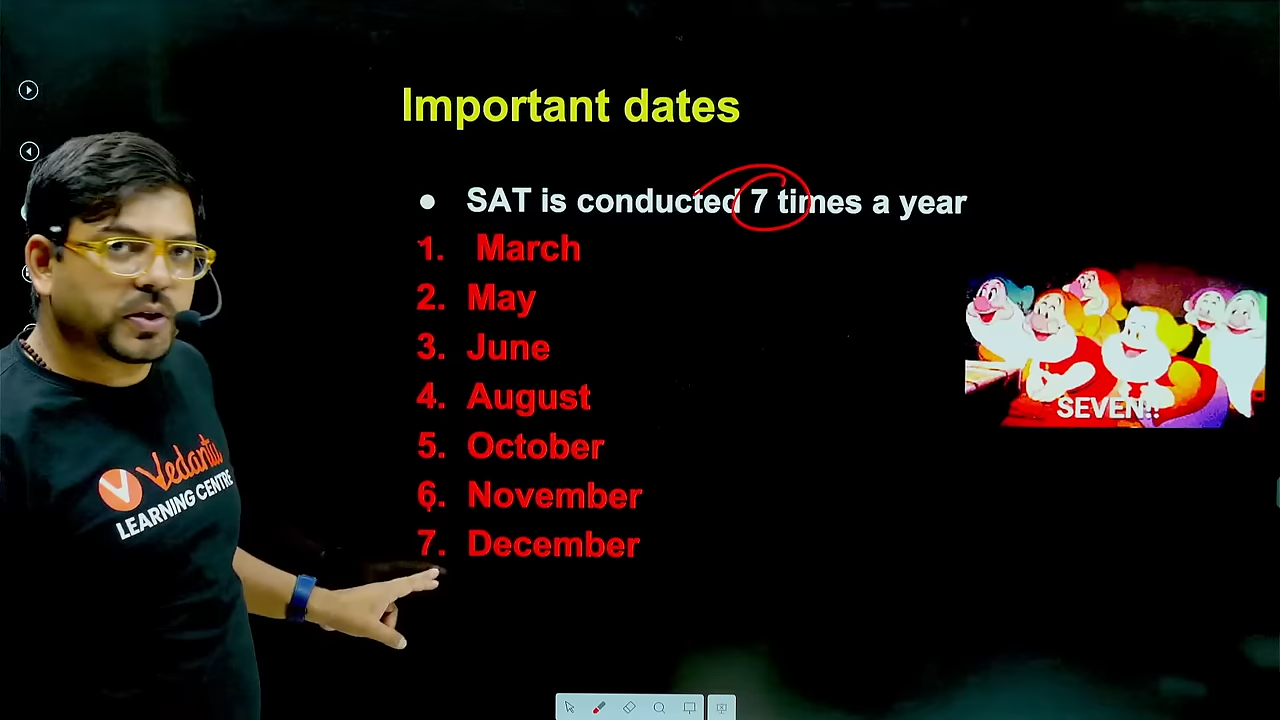 Important dates
● SAT is conducted 7 times a year
1. March
2. May
3. June
4. August
5. October
6. November
7. December
SEVEN!!
V Vedantu
LEARNING CENTRE